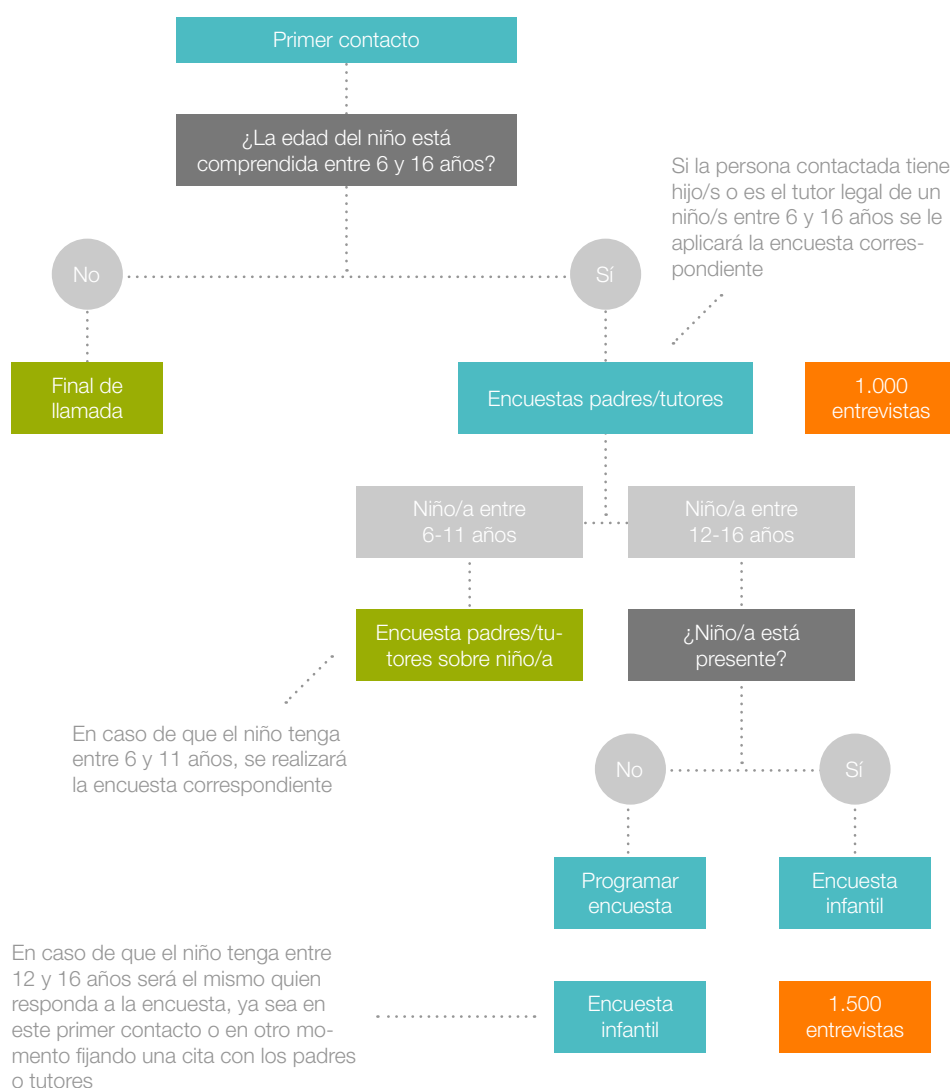 Primer contacto
¿La edad del niño está
comprendida entre 6 y 16 años?
Si la persona contactada tiene
hijo/s o es el tutor legal de un
niño/s entre 6 y 16 años se le
aplicará la encuesta corres-
pondiente
No
Sí
Final de
llamada
Encuestas padres/tutores
1.000
entrevistas
Niño/a entre
6-11 años
Niño/a entre
12-16 años
Encuesta padres/tu-
tores sobre niño/a
¿Niño/a está
presente?
En caso de que el niño tenga
entre 6 y 11 años, se realizará
la encuesta correspondiente
No
Sí
Programar
encuesta
Encuesta
infantil
En caso de que el niño tenga entre
12 y 16 años será el mismo quien
responda a la encuesta, ya sea en
este primer contacto o en otro mo-
mento fijando una cita con los padres
o tutores
Encuesta
infantil
1.500
entrevistas